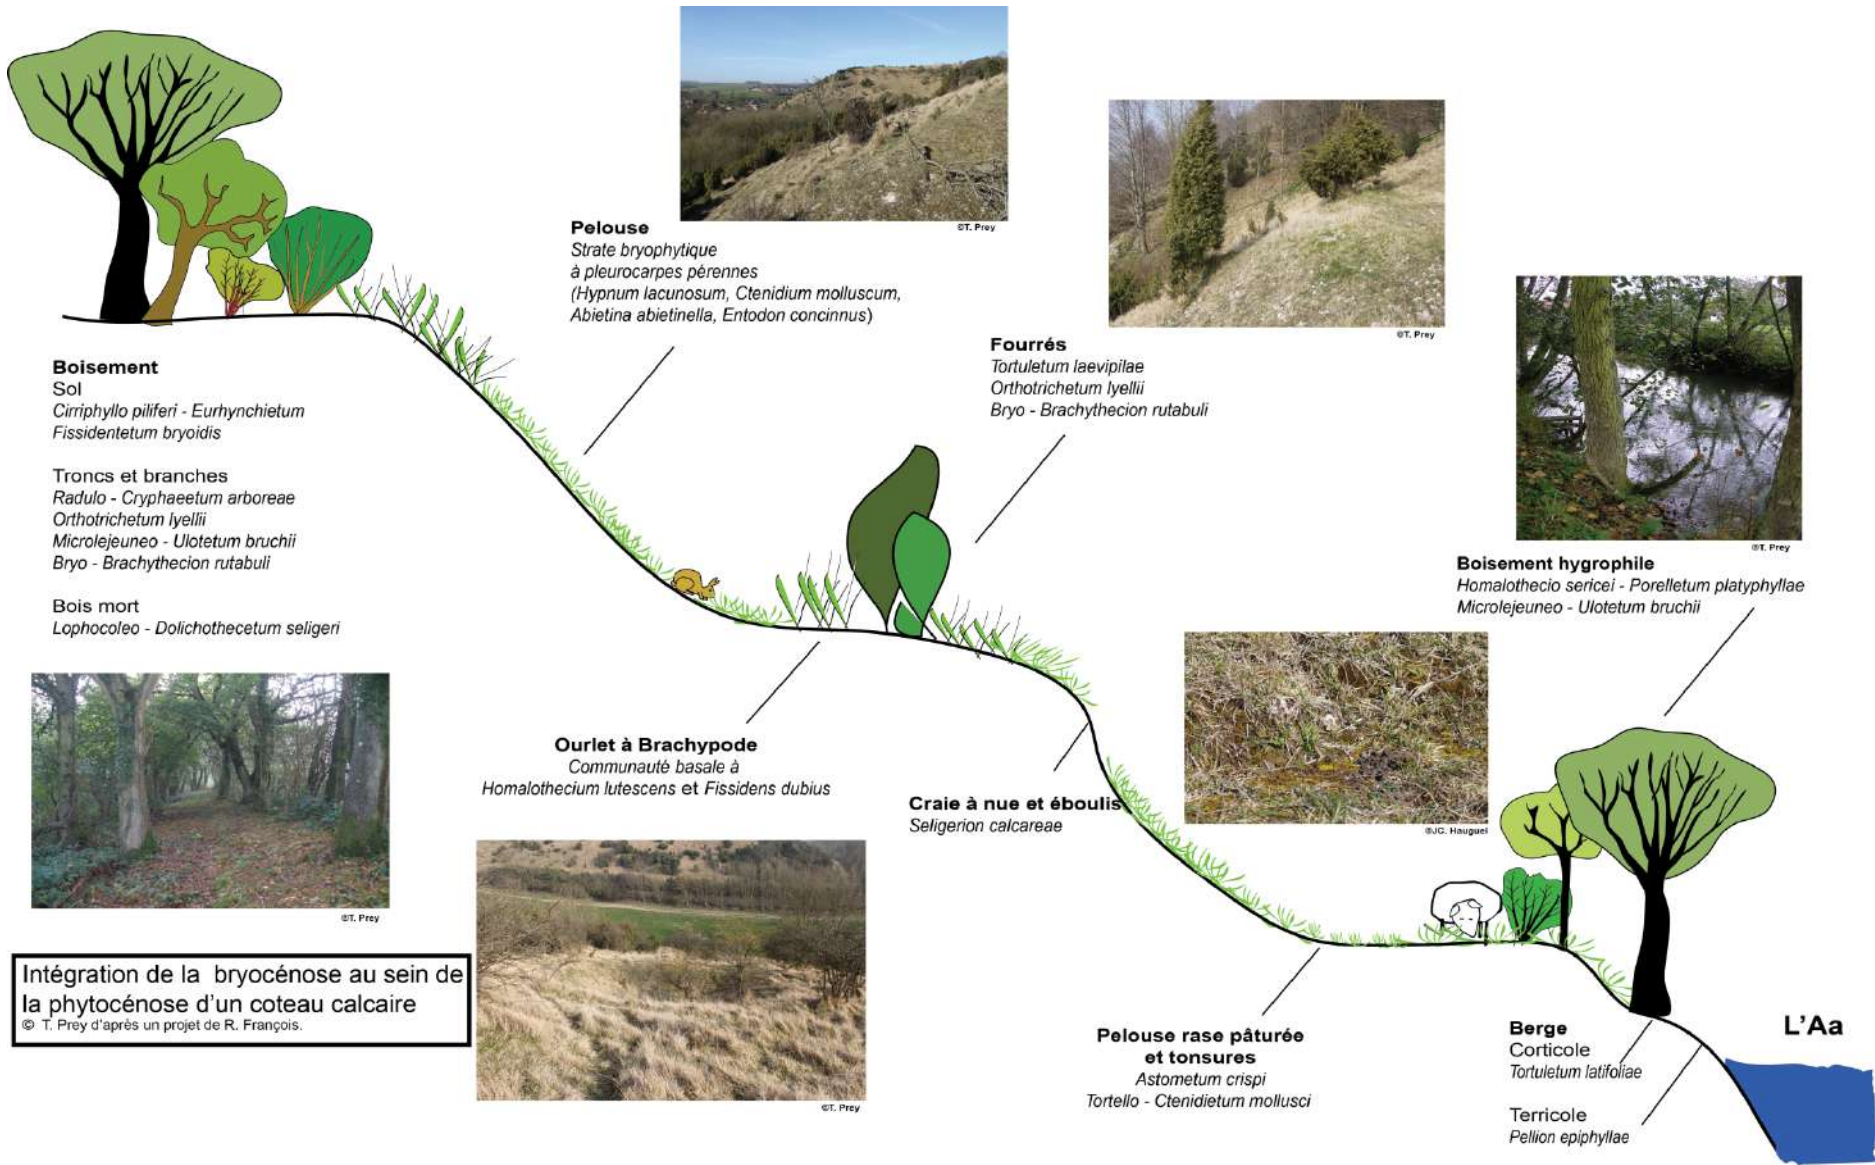 ©T. Prey
Pelouse
Strate bryophytique
à pleurocarpes pérennes
(Hypnum lacunosum, Ctenidium molluscum,
Abietina abietinella, Entodon concinnus)
©T. Prey
Fourrés
Tortuletum laevipilae
Orthotrichetum lyellii
Bryo - Brachythecion rutabuli
Boisement
Sol
Cirriphyllo piliferi - Eurhynchietum
Fissidentetum bryoidis
Troncs et branches
Radulo - Cryphaeetum arboreae
Orthotrichetum lyellii
Microlejeuneo - Ulotetum bruchii
Bryo - Brachythecion rutabuli
Bois mort
Lophocoleo - Dolichothecetum seligeri
©T. Prey
©T. Prey
Boisement hygrophile
Homalothecio sericei - Porelletum platyphyllae
Microlejeuneo - Ulotetum bruchii
Ourlet à Brachypode
Communauté basale à
Homalothecium lutescens et Fissidens dubius
©T. Prey
Craie à nue et éboulis
Seligerion calcareae
©JC. Hauguel
Intégration de la bryocénose au sein de
la phytocénose d'un coteau calcaire
© T. Prey d'après un projet de R. François.
Pelouse rase pâturée
et tonsures
Astometum crispi
Tortello - Ctenidietum mollusci
Berge
Corticole
Tortuletum latifoliae
Terricole
Pellion epiphyllae
L'Aa